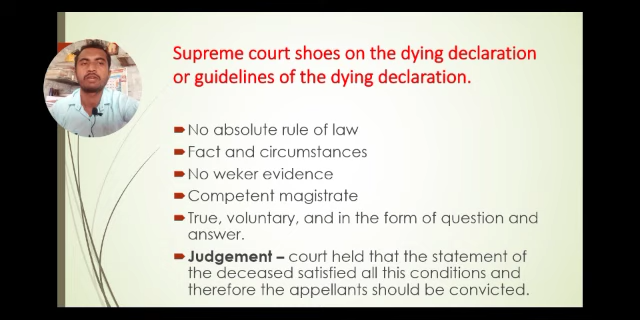 Supreme court shoes on the dying declaration
or guidelines of the dying declaration.
No absolute rule of law
Fact and circumstances
No weker evidence
Competent magistrate
True, voluntary, and in the form of question and
answer.
Judgement – court held that the statement of
the deceased satisfied all this conditions and
therefore the appellants should be convicted.